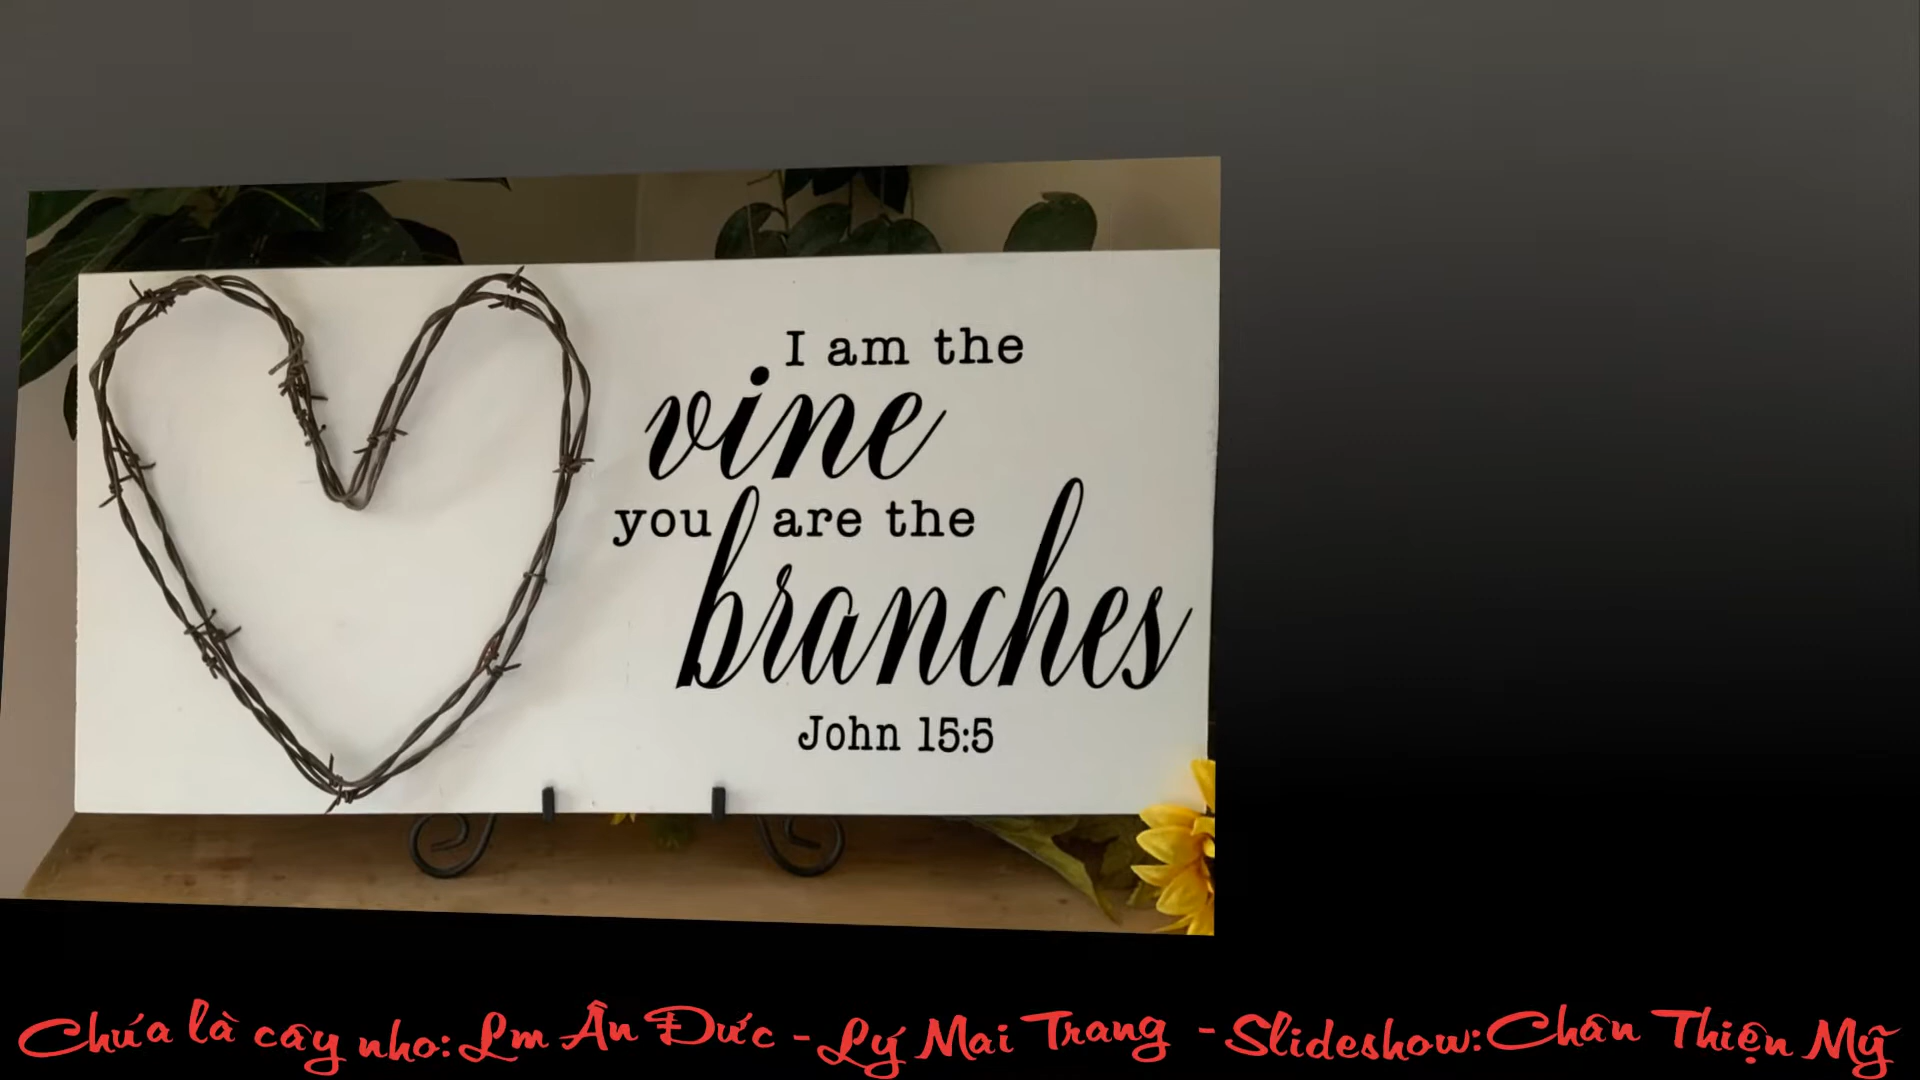 I am the
vine
you are the
branches
John 15:5
Chúa là cây nho: Lm Ân Đức - Lý Mai Trang - Slideshow: Chân Thiện Mỹ